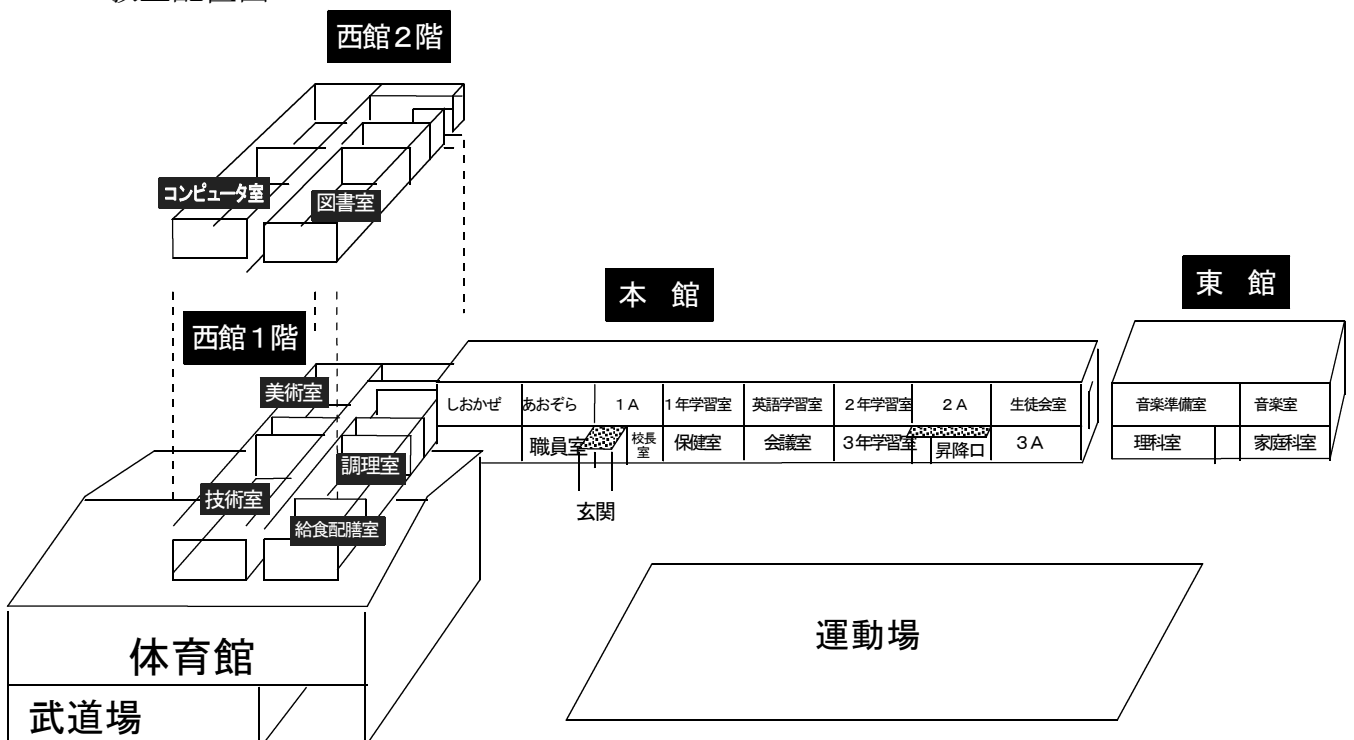 西館２階
コンピュータ室
図書室
本　館
東　館
西館１階
美術室
しおかぜ
あおぞら
１Ａ
１年学習室
英語学習室
２年学習室
２Ａ
生徒会室
音楽準備室
音楽室
職員室
校長室
保健室
会議室
３年学習室
昇降口
３Ａ
理科室
家庭科室
調理室
技術室
玄関
給食配膳室
体育館
運動場
武道場